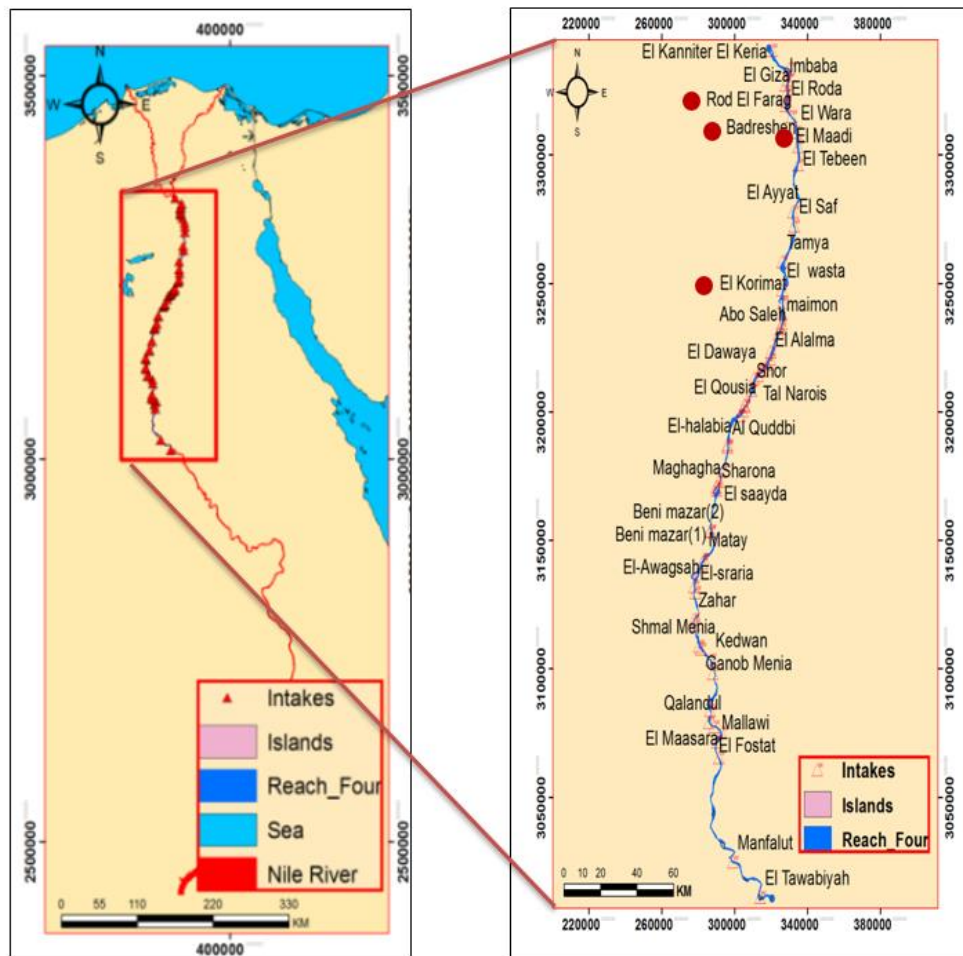 400000
N
W
E
S
3500000
3500000
3000000
3000000
2500000
2500000
Intakes
Islands
Reach_Four
Sea
Nile River
0 55 110 220 330
KM
400000
220000 260000 300000 340000 380000
N
W E
S
El Kanniter El Keria
Imbaba
El Giza
El Roda
Rod El Farag
El Wara
Badreshen
El Maadi
El Tebeen
El Ayyat
El Saf
Tamya
El wasta
El Korimat
maimon
Abo Saleh
El Alalma
El Dawaya
Shor
El Qousia
Tal Narois
El-halabia
Al Quddbi
Maghagha
Sharona
El saayda
Beni mazar(2)
Beni mazar(1)
Matay
El-Awagsah
El-sraria
Zahar
Shmal Menia
Kedwan
Ganob Menia
Qalandul
Mallawi
El Maasara
El Fostat
Manfalut
El Tawabiyah
3300000
3300000
3250000
3250000
3200000
3200000
3150000
3150000
3100000
3100000
3050000
3050000
Intakes
Islands
Reach_Four
0 10 20 40 60
KM
220000 260000 300000 340000 380000